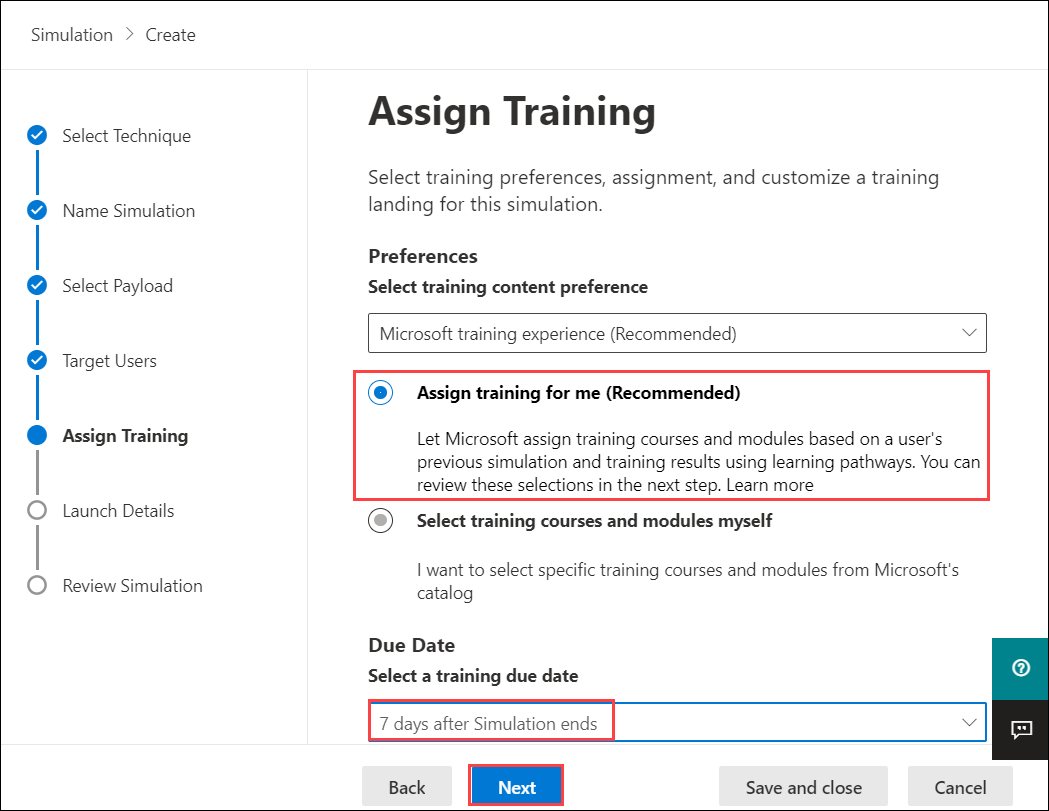 Simulation > Create
Select Technique
Name Simulation
Select Payload
Target Users
Assign Training
Launch Details
Review Simulation
Assign Training
Select training preferences, assignment, and customize a training
landing for this simulation.
Preferences
Select training content preference
Microsoft training experience (Recommended)
Assign training for me (Recommended)
Let Microsoft assign training courses and modules based on a user's
previous simulation and training results using learning pathways. You can
review these selections in the next step. Learn more
Select training courses and modules myself
I want to select specific training courses and modules from Microsoft's
catalog
Due Date
Select a training due date
7 days after Simulation ends
Back
Next
Save and close
Cancel